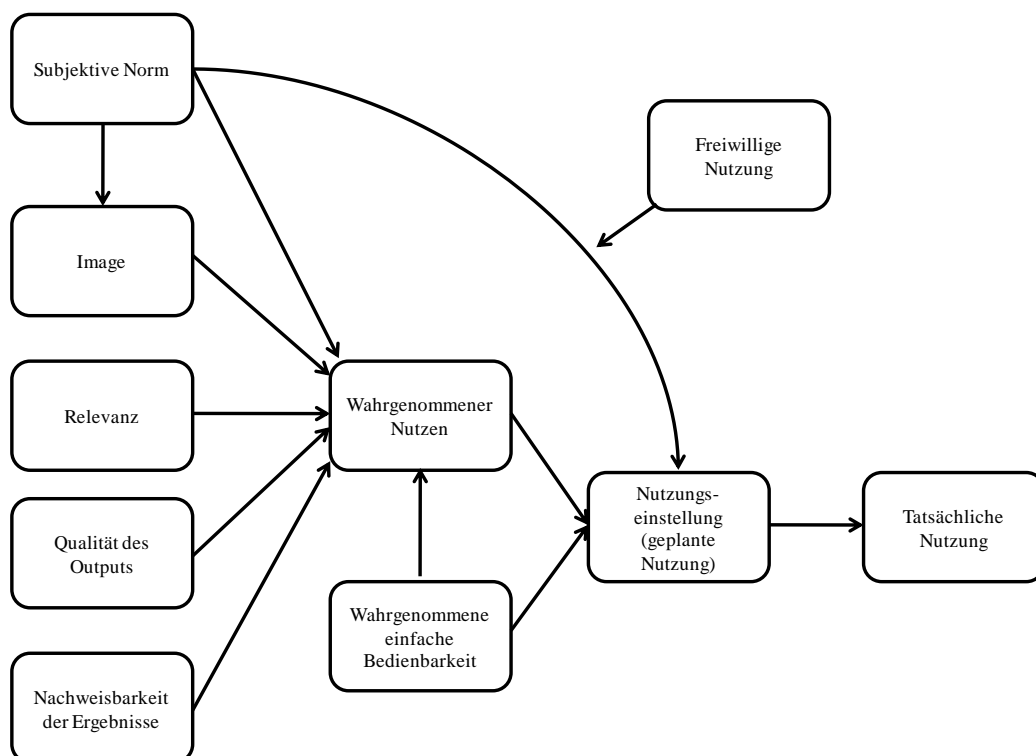 Subjektive Norm
Freiwillige
Nutzung
Image
Relevanz
Wahrgenommener
Nutzen
Qualität des
Outputs
Nutzungs-
einstellung
(geplante
Nutzung)
Tatsächliche
Nutzung
Wahrgenommene
einfache
Bedienbarkeit
Nachweisbarkeit
der Ergebnisse